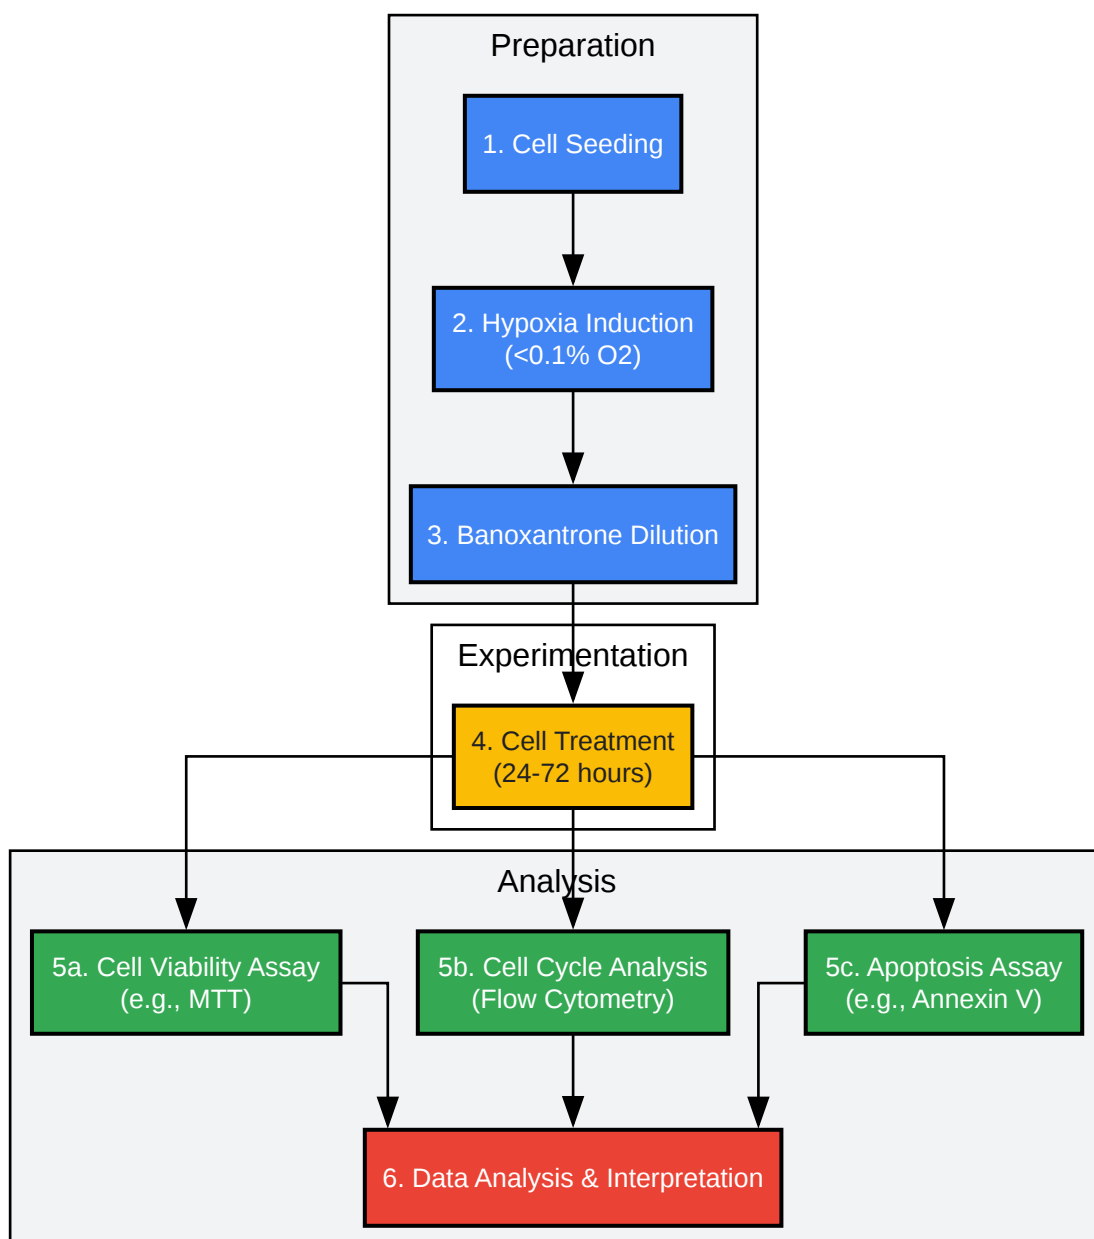 Preparation
1. Cell Seeding
2. Hypoxia Induction
(<0.1% O2)
3. Banoxantrone Dilution
Experimentation
4. Cell Treatment
(24-72 hours)
Analysis
5a. Cell Viability Assay
(e.g., MTT)
5b. Cell Cycle Analysis
(Flow Cytometry)
5c. Apoptosis Assay
(e.g., Annexin V)
6. Data Analysis & Interpretation